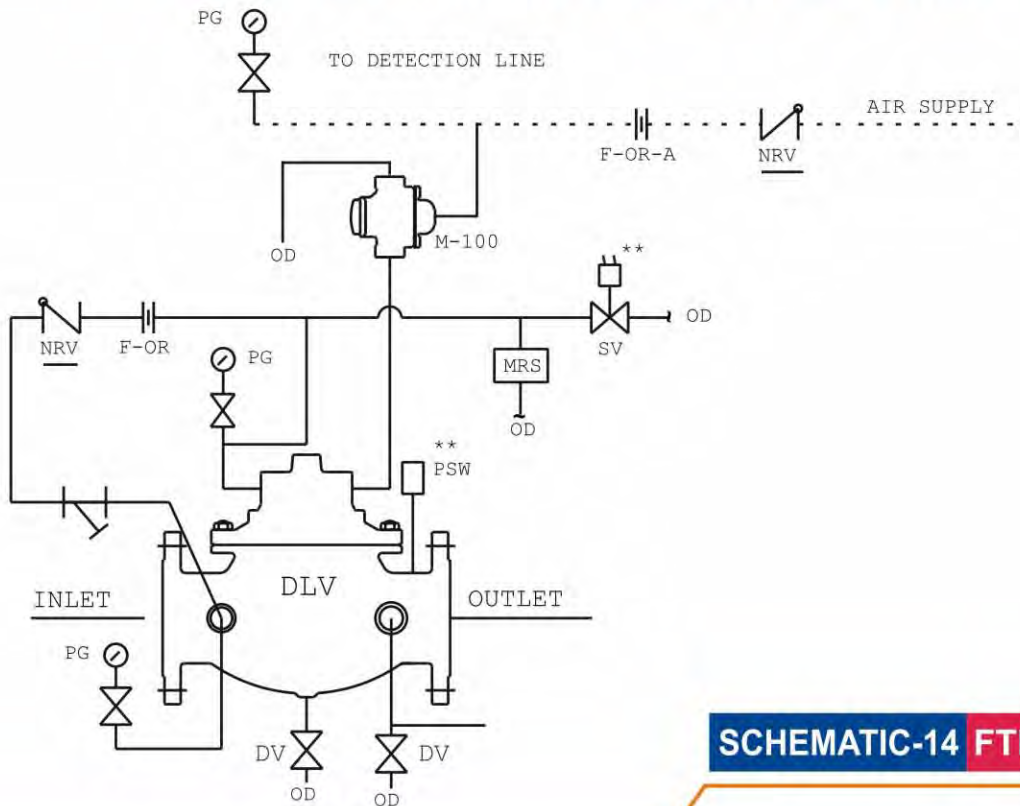 PG
TO DETECTION LINE
AIR SUPPLY
F-OR-A
NRV
M-100
OD
**
OD
SV
NRV
F-OR
PG
MRS
OD
**
PSW
DLV
INLET
OUTLET
PG
DV
DV
OD
OD
SCHEMATIC-14